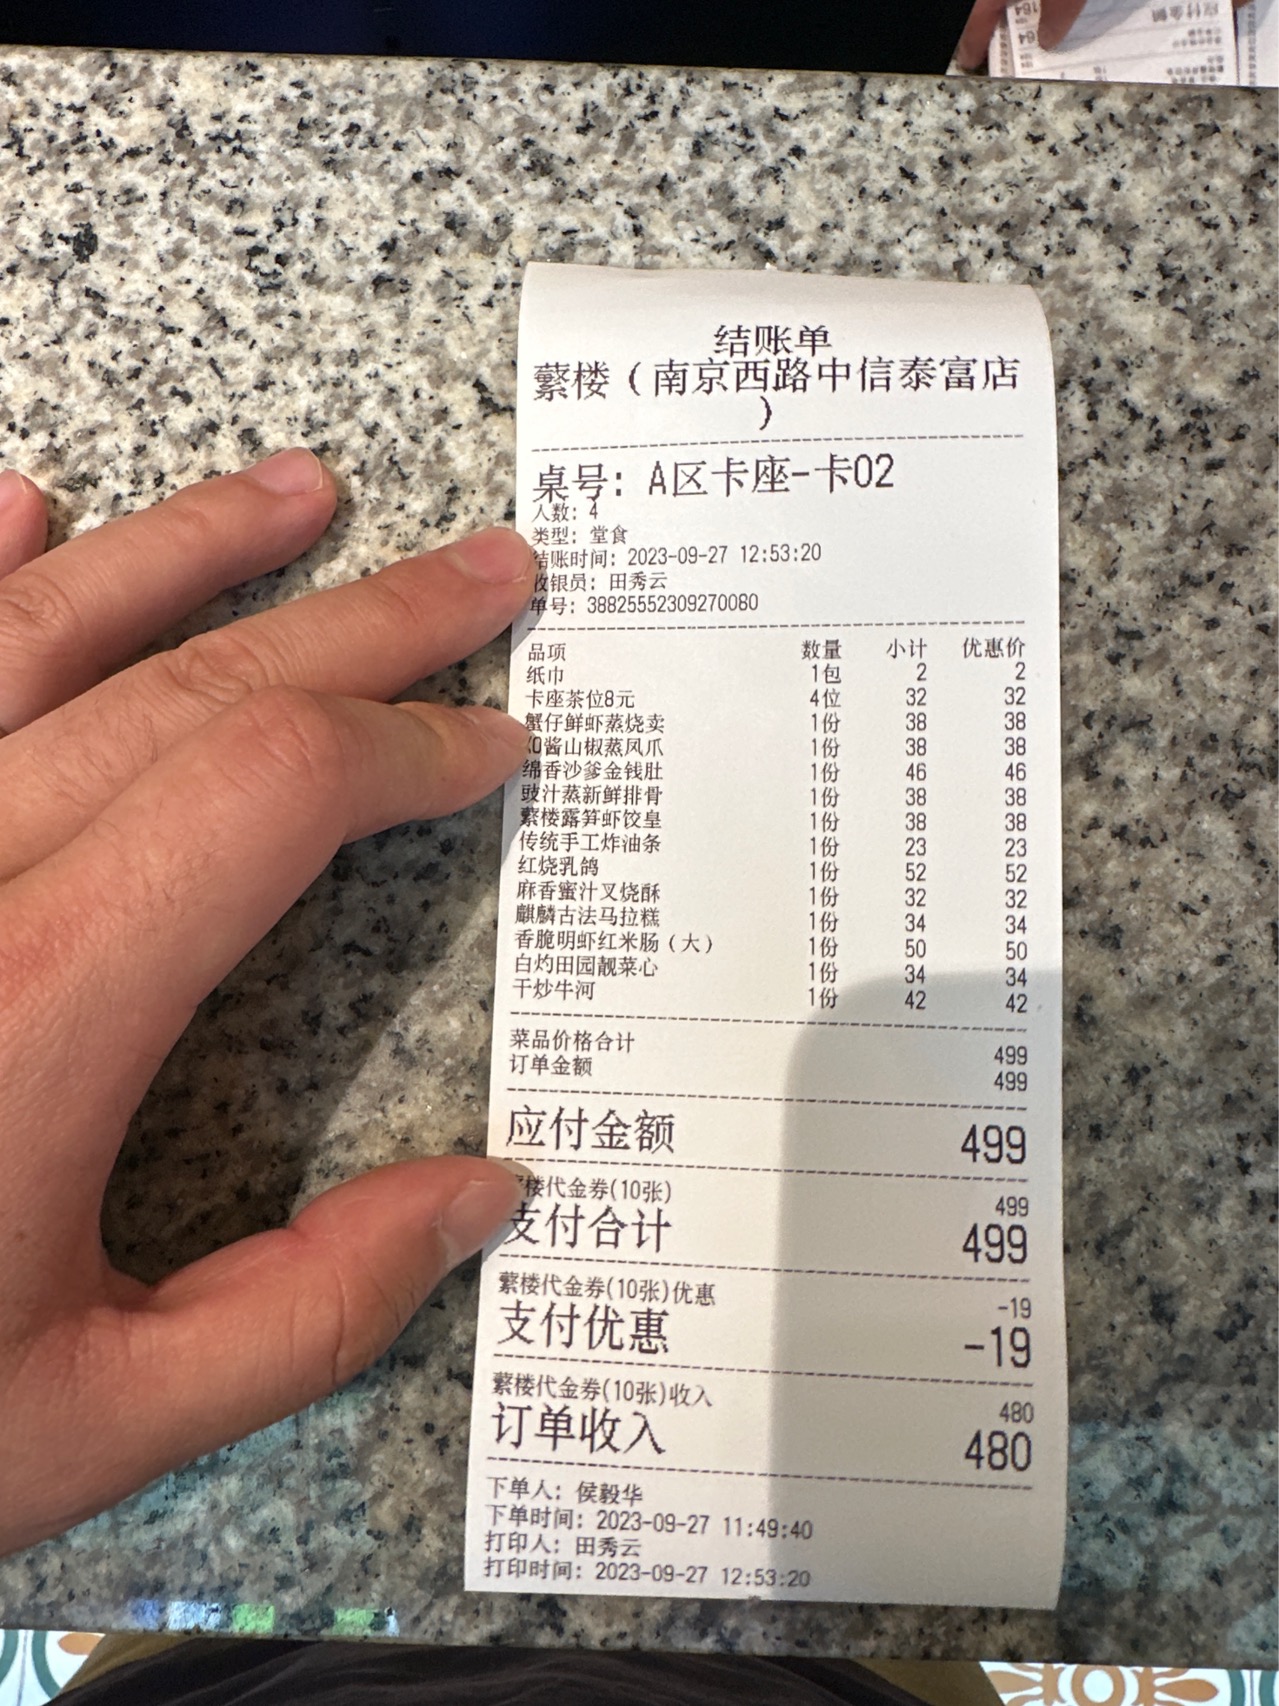 结账单
蘩楼（南京西路中信泰富店
）
桌号: A区卡座-卡02
人数: 4
类型: 堂食
结账时间: 2023-09-27 12:53:20
收银员: 田秀云
单号: 38825552309270080
品项 数量 小计 优惠价
纸巾 1包 2 2
卡座茶位8元 4位 32 32
蟹仔鲜虾蒸烧卖 1份 38 38
XO酱山椒蒸凤爪 1份 38 38
绵香沙爹金钱肚 1份 46 46
豉汁蒸新鲜排骨 1份 38 38
蘩楼露笋虾饺皇 1份 38 38
传统手工炸油条 1份 23 23
红烧乳鸽 1份 52 52
麻香蜜汁叉烧酥 1份 32 32
麒麟古法马拉糕 1份 34 34
香脆明虾红米肠（大） 1份 50 50
白灼田园靓菜心 1份 34 34
干炒牛河 1份 42 42
菜品价格合计 499
订单金额 499
应付金额 499
楼代金券(10张) 499
支付合计 499
蘩楼代金券(10张)优惠 -19
支付优惠 -19
蘩楼代金券(10张)收入 480
订单收入 480
下单人: 侯毅华
下单时间: 2023-09-27 11:49:40
打印人: 田秀云
打印时间: 2023-09-27 12:53:20